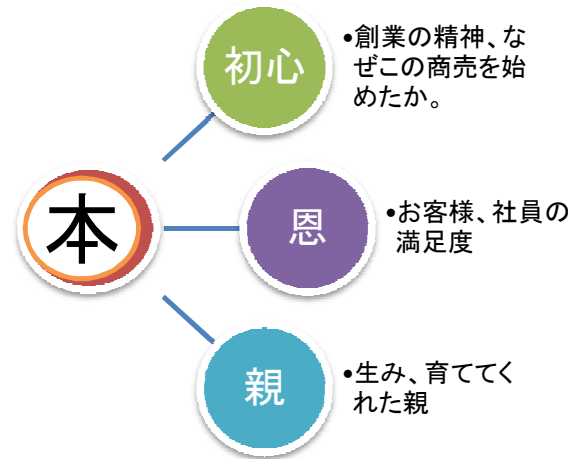 本
初心
•創業の精神、な
ぜこの商売を始
めたか。
恩
•お客様、社員の
満足度
親
•生み、育ててく
れた親